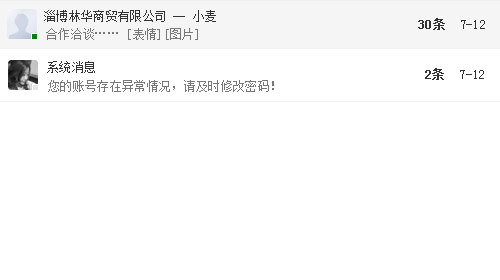 淄博林华商贸有限公司 — 小麦
30条 7-12
合作洽谈…… [表情][图片]
系统消息
2条 7-12
您的账号存在异常情况，请及时修改密码！